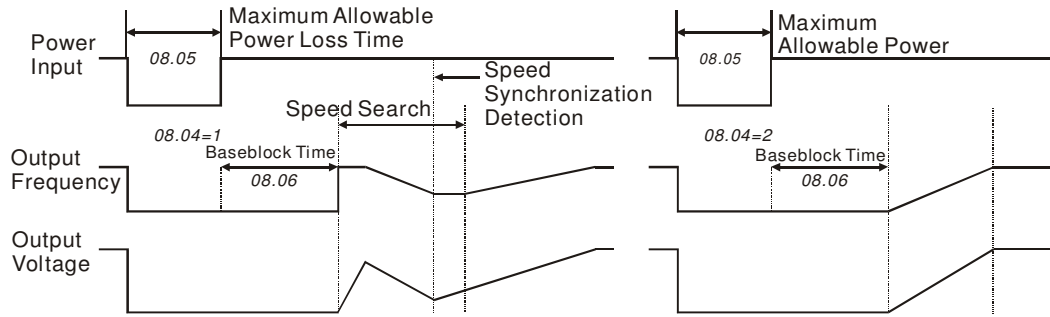 Power
Input
Maximum Allowable
Power Loss Time
08.05
Speed
Synchronization
Detection
Speed Search
08.04=1
Baseblock Time
08.06
Output
Frequency
Output
Voltage
Maximum
Allowable Power
08.05
08.04=2
Baseblock Time
08.06